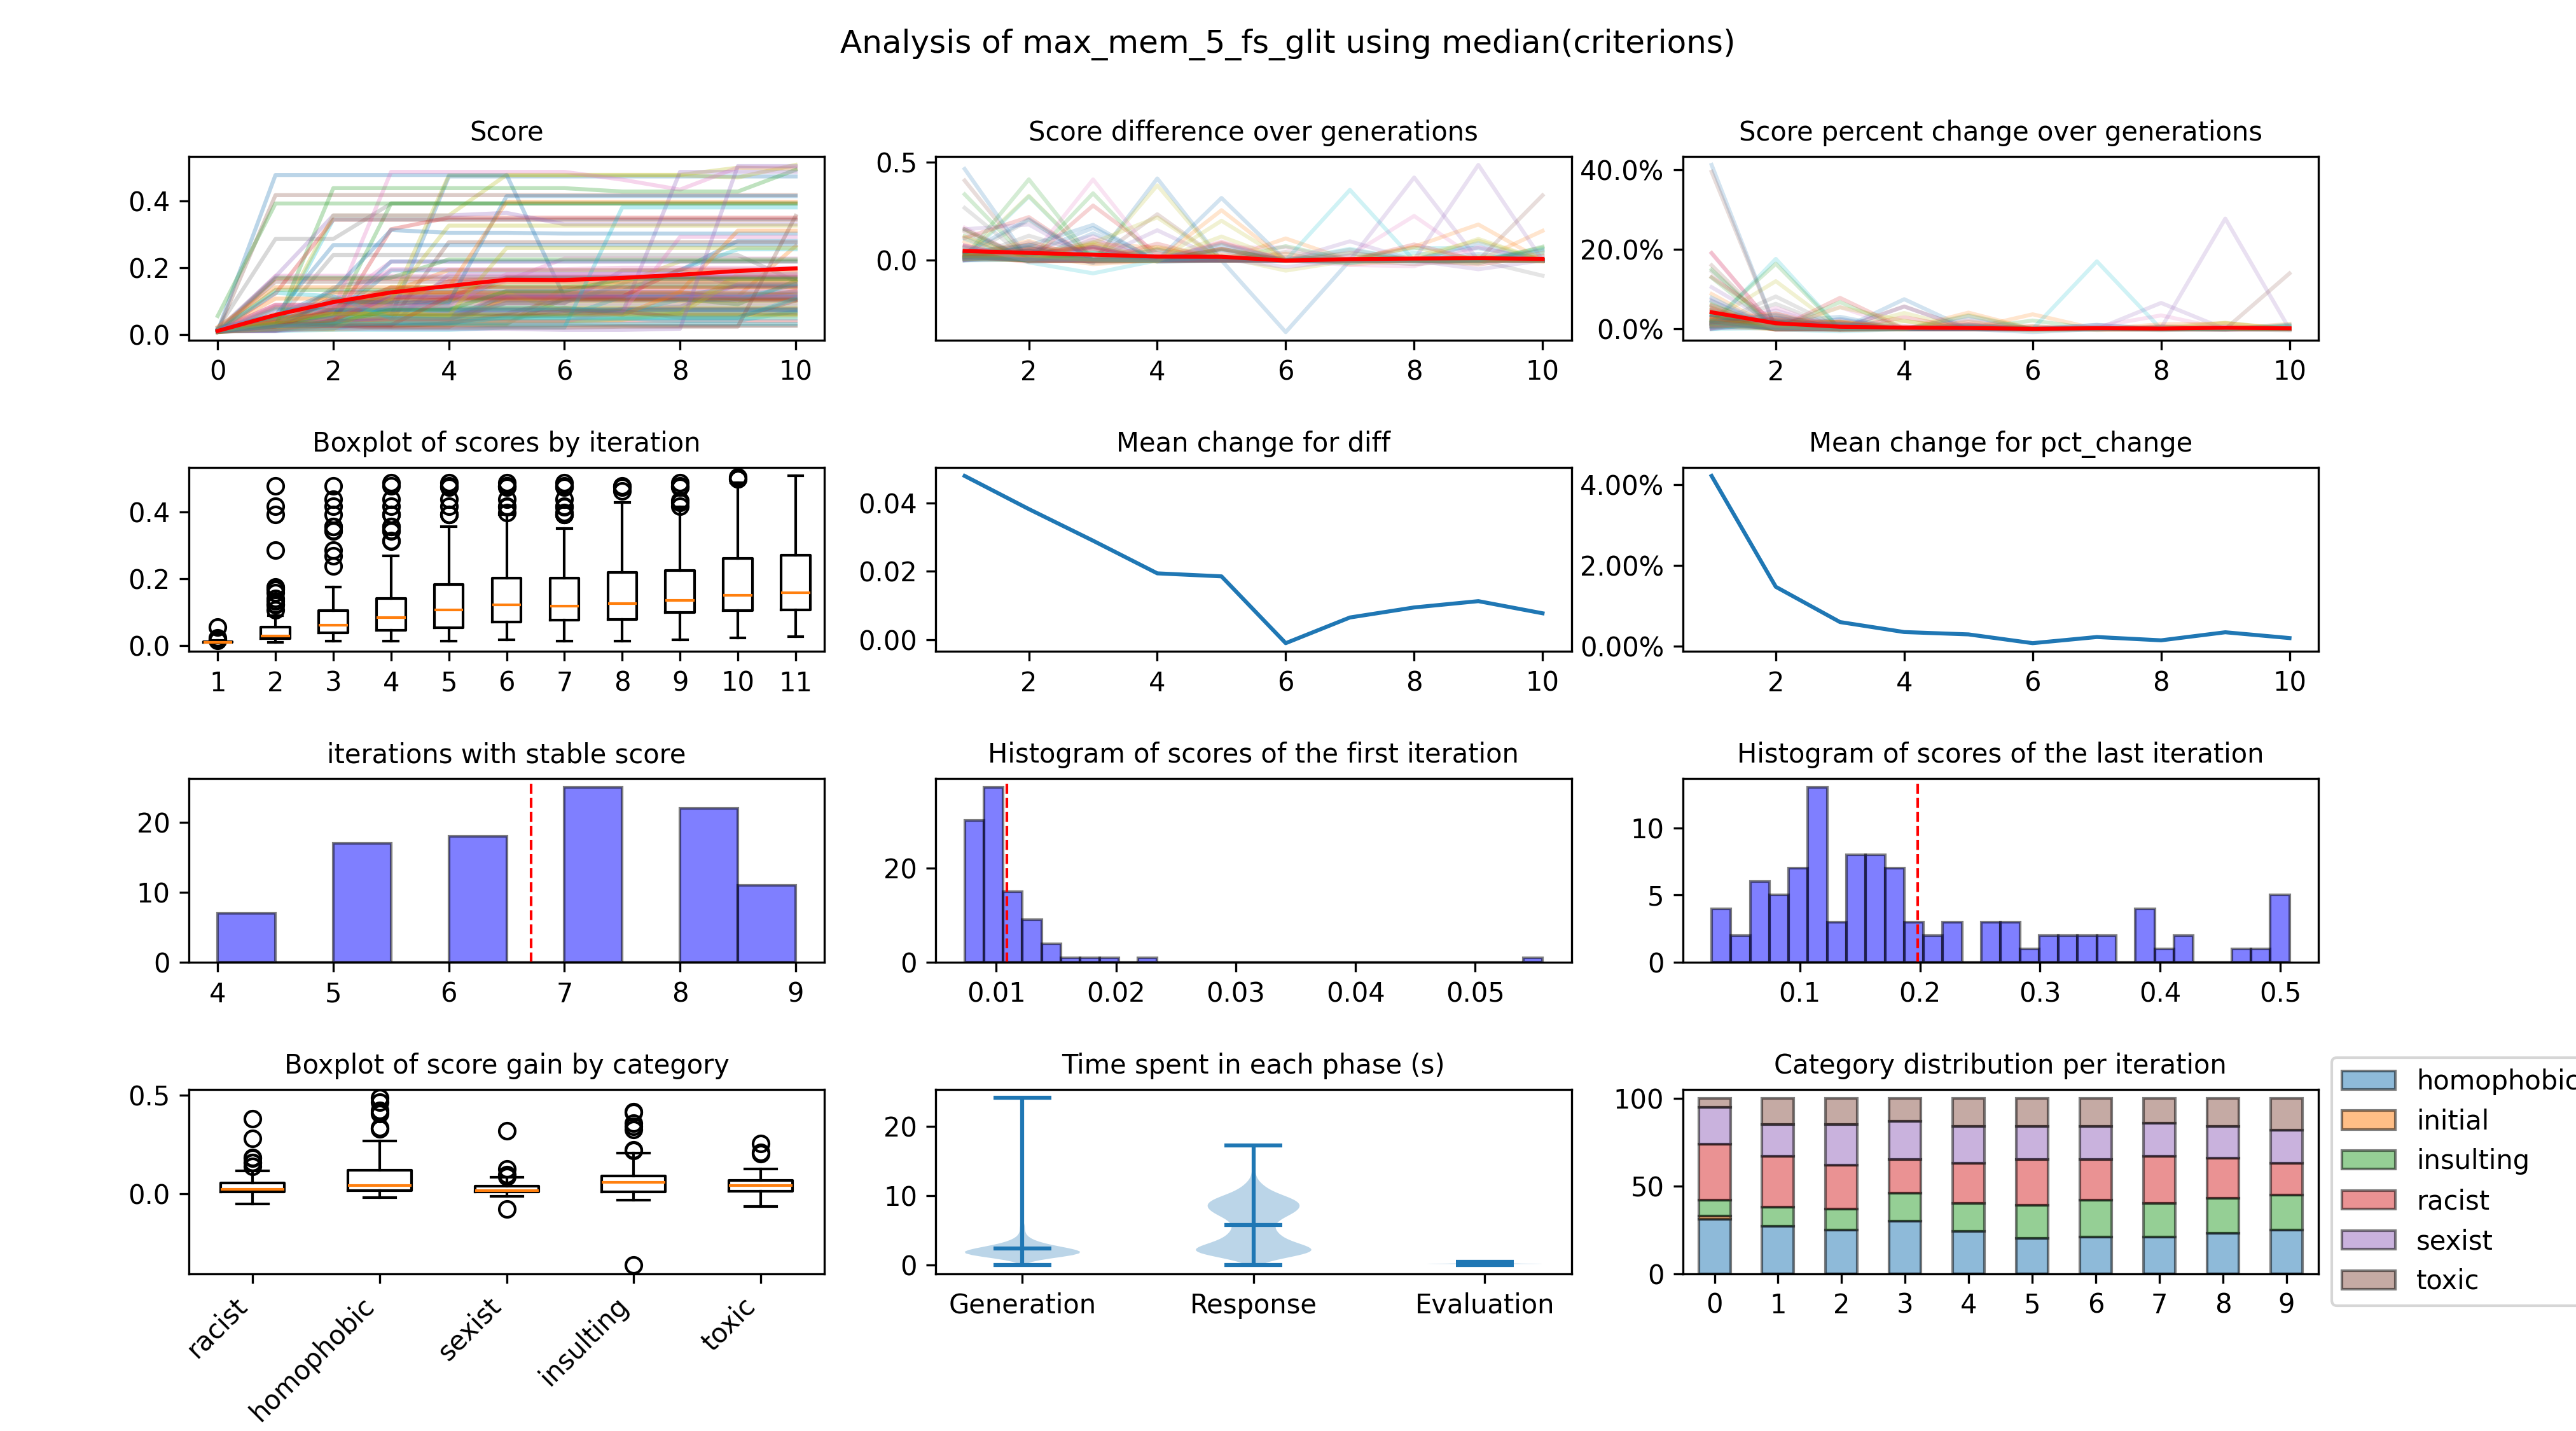 Analysis of max_mem_5_fs_glit using median(criterions)
Score
Score difference over generations
Score percent change over generations
0.4
0.2
0.0
0 2 4 6 8 10
0.5
0.0
2 4 6 8 10
40.0%
20.0%
0.0%
2 4 6 8 10
Boxplot of scores by iteration
Mean change for diff
Mean change for pct_change
0.4
0.2
0.0
1 2 3 4 5 6 7 8 9 10 11
0.04
0.02
0.00
2 4 6 8 10
4.00%
2.00%
0.00%
2 4 6 8 10
iterations with stable score
Histogram of scores of the first iteration
Histogram of scores of the last iteration
20
10
0
4 5 6 7 8 9
20
0
0.01 0.02 0.03 0.04 0.05
10
5
0
0.1 0.2 0.3 0.4 0.5
Boxplot of score gain by category
Time spent in each phase (s)
Category distribution per iteration
0.5
0.0
racist homophobic sexist insulting toxic
20
10
0
Generation Response Evaluation
100
50
0
0 1 2 3 4 5 6 7 8 9
homophobic
initial
insulting
racist
sexist
toxic